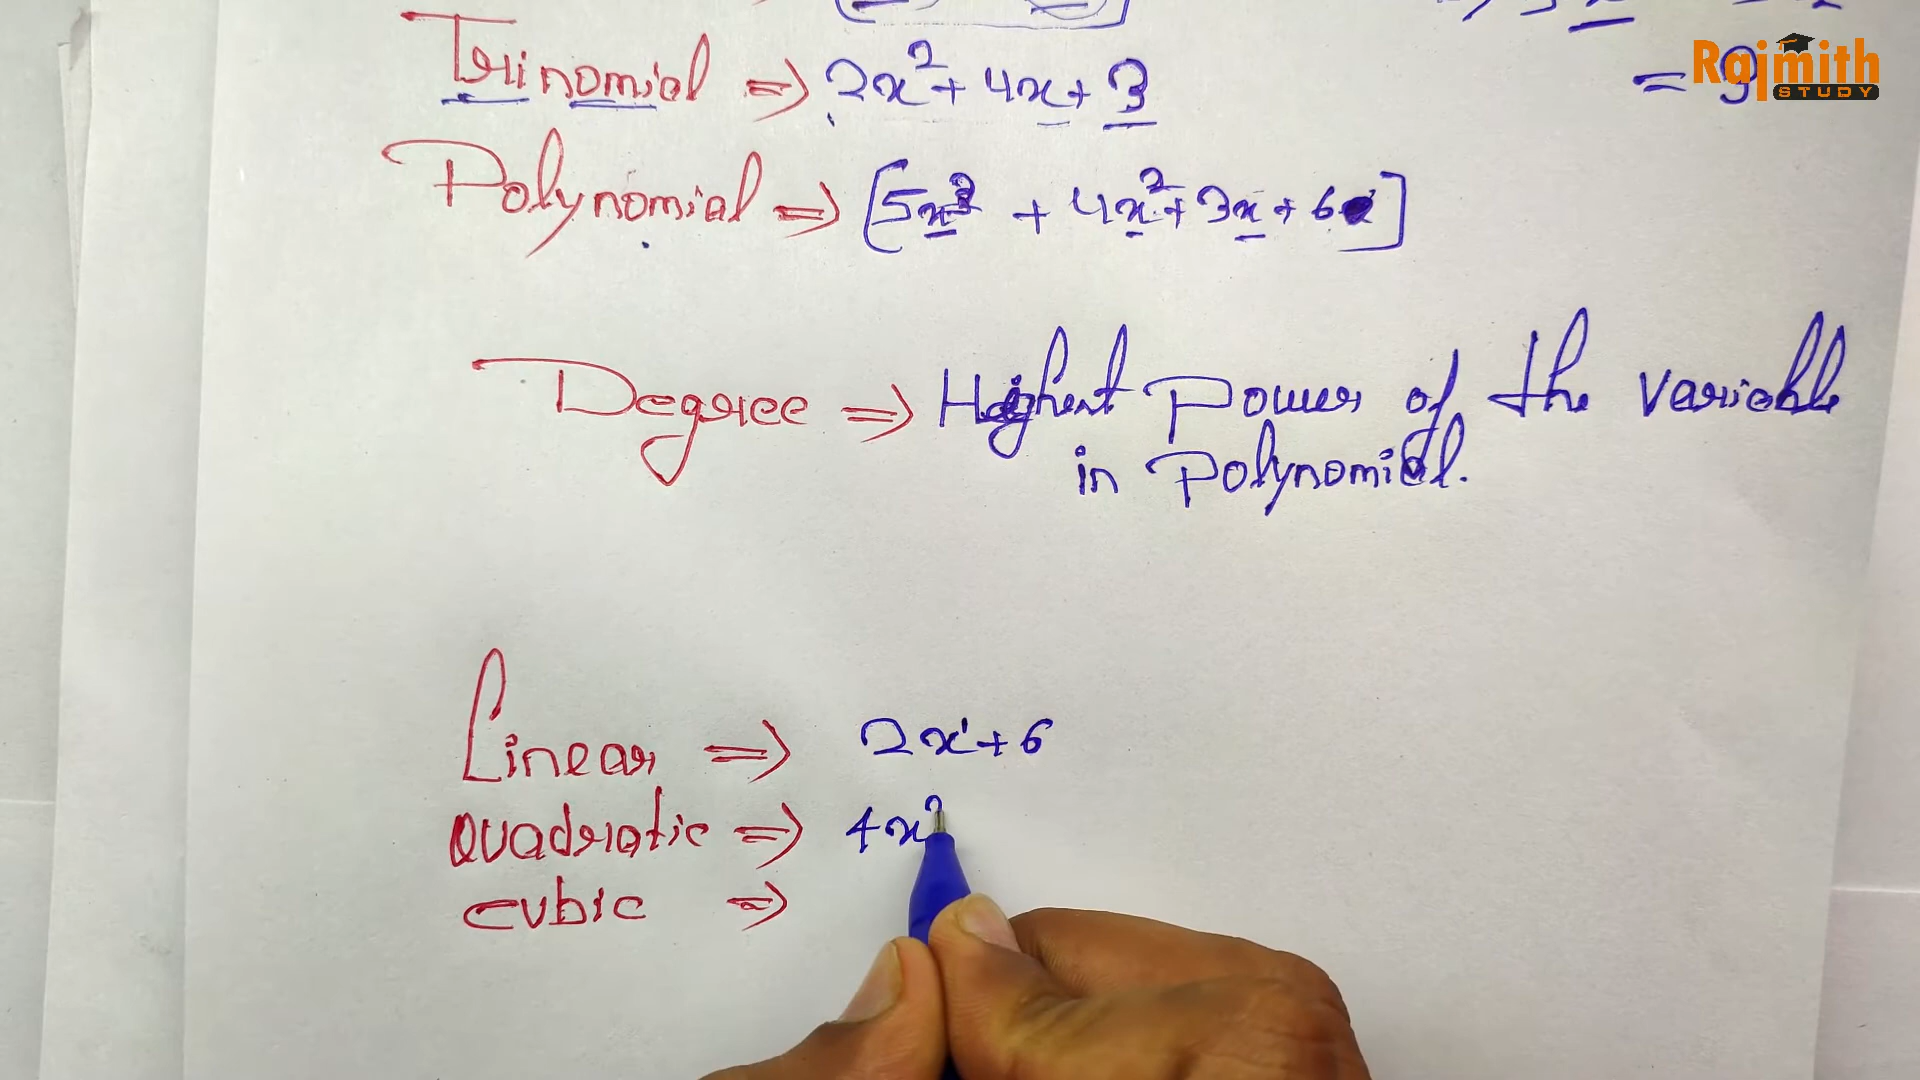 Trinomial ⇒ 2x² + 4x + 3
= 9
Rajmith
STUDY
Polynomial ⇒ [5x³ + 4x² + 3x + 6]
Degree ⇒ Highest Power of the variable
in Polynomial.
Linear ⇒ 2x¹ + 6
Quadratic ⇒ 4x²
cubic ⇒